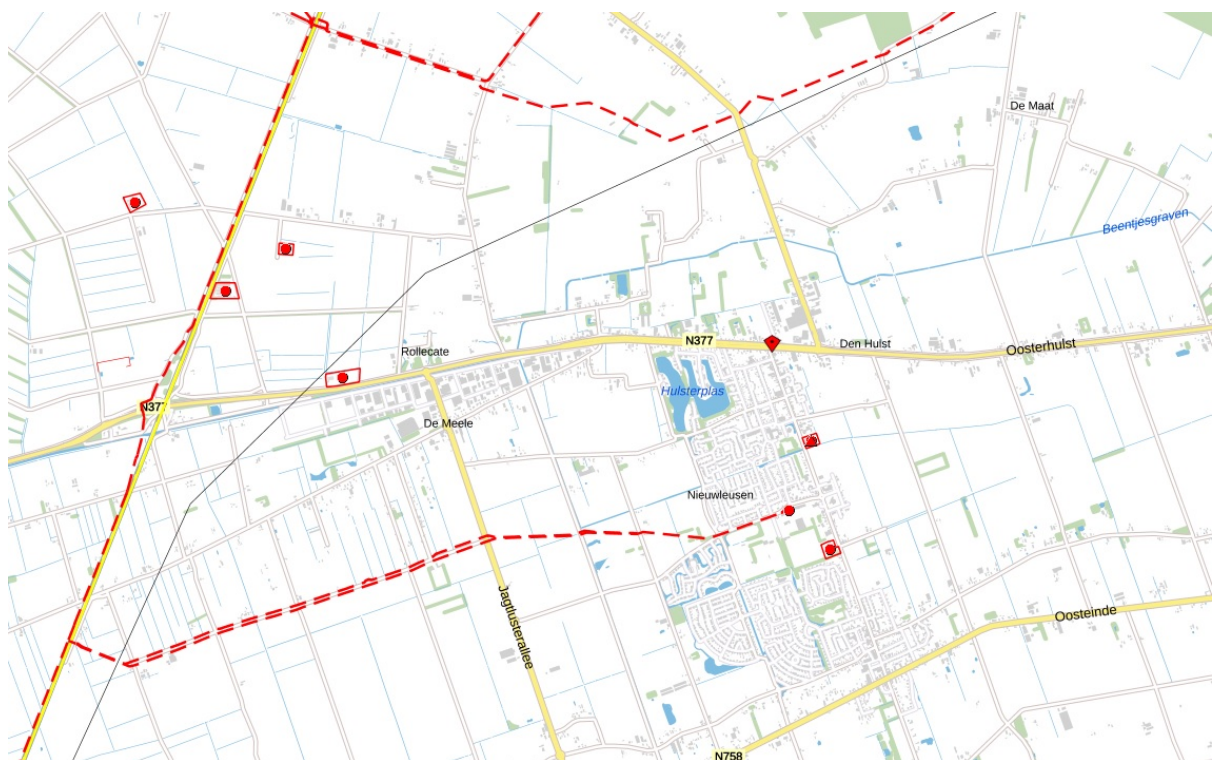 De Maat
Beentjesgraven
N377
Den Hulst
Oosterhulst
Rollecate
Hulsterplas
N377
De Meele
Nieuwleusen
Jagtlusterallee
Oosteinde
N758